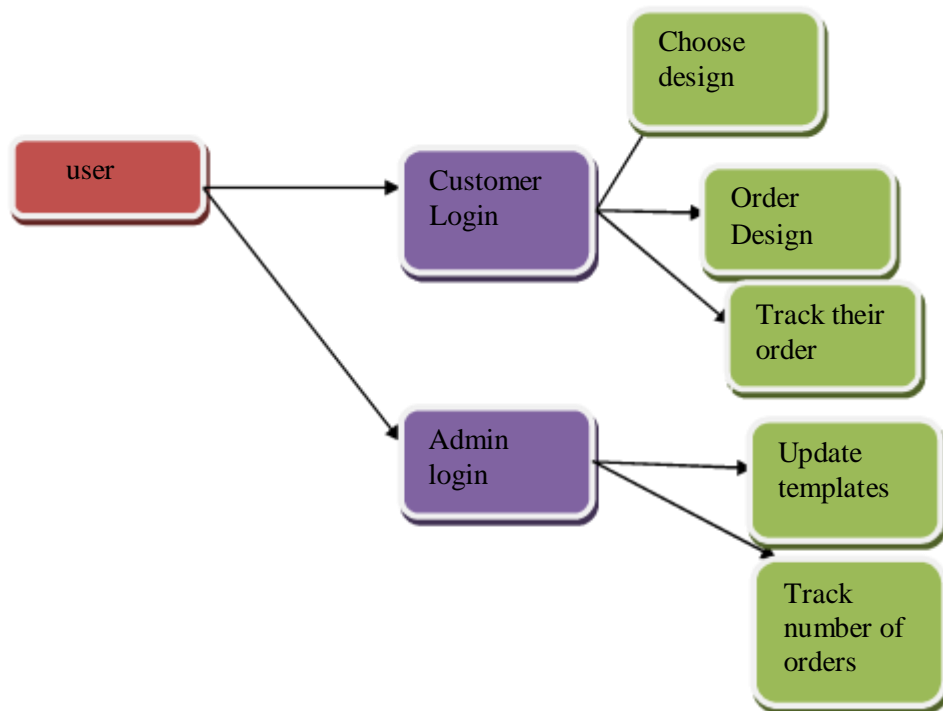 user
Customer
Login
Choose
design
Order
Design
Track their
order
Admin
login
Update
templates
Track
number of
orders